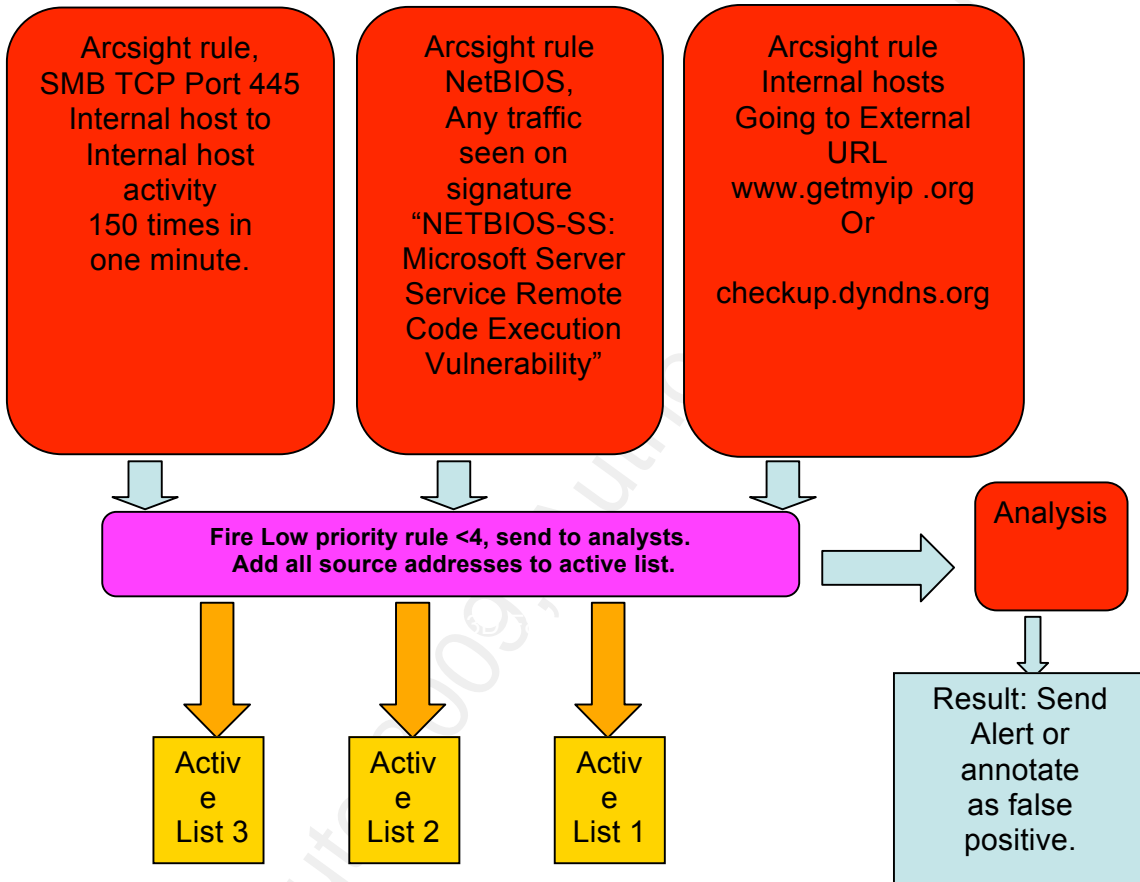 Arcsight rule,
SMB TCP Port 445
Internal host to
Internal host
activity
150 times in
one minute.
Arcsight rule
NetBIOS,
Any traffic
seen on
signature
“NETBIOS-SS:
Microsoft Server
Service Remote
Code Execution
Vulnerability”
Arcsight rule
Internal hosts
Going to External
URL
www.getmyip .org
Or
checkup.dyndns.org
Fire Low priority rule <4, send to analysts.
Add all source addresses to active list.
Analysis
Result: Send
Alert or
annotate
as false
positive.
Activ
e
List 3
Activ
e
List 2
Activ
e
List 1